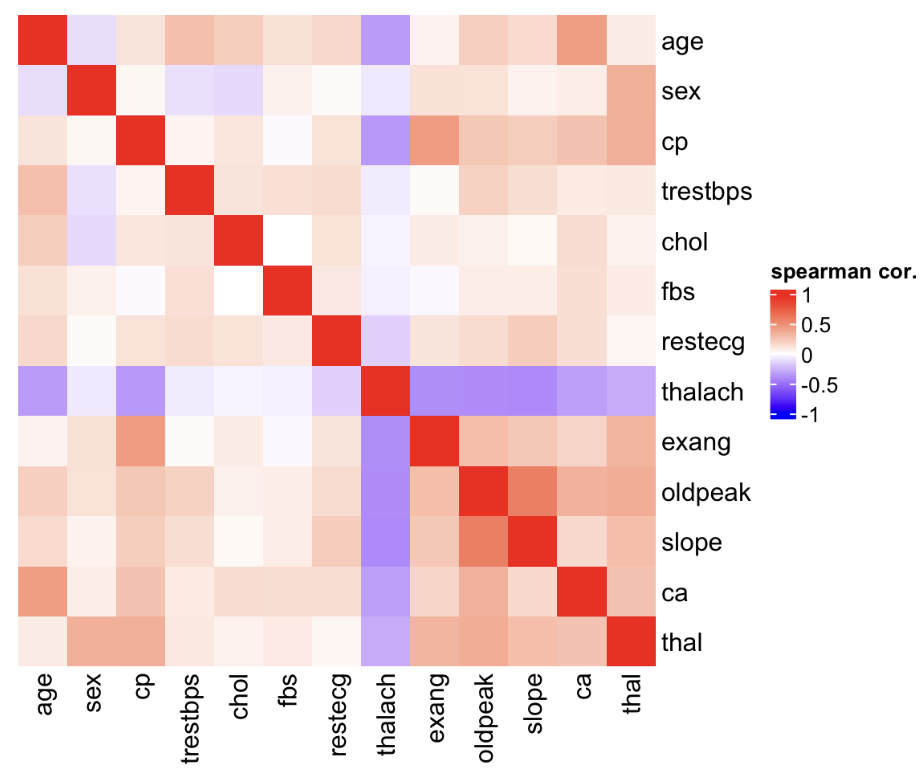 age
sex
cp
trestbps
chol
fbs
restecg
thalach
exang
oldpeak
slope
ca
thal
spearman cor.
1
0.5
0
-0.5
-1
age
sex
cp
trestbps
chol
fbs
restecg
thalach
exang
oldpeak
slope
ca
thal